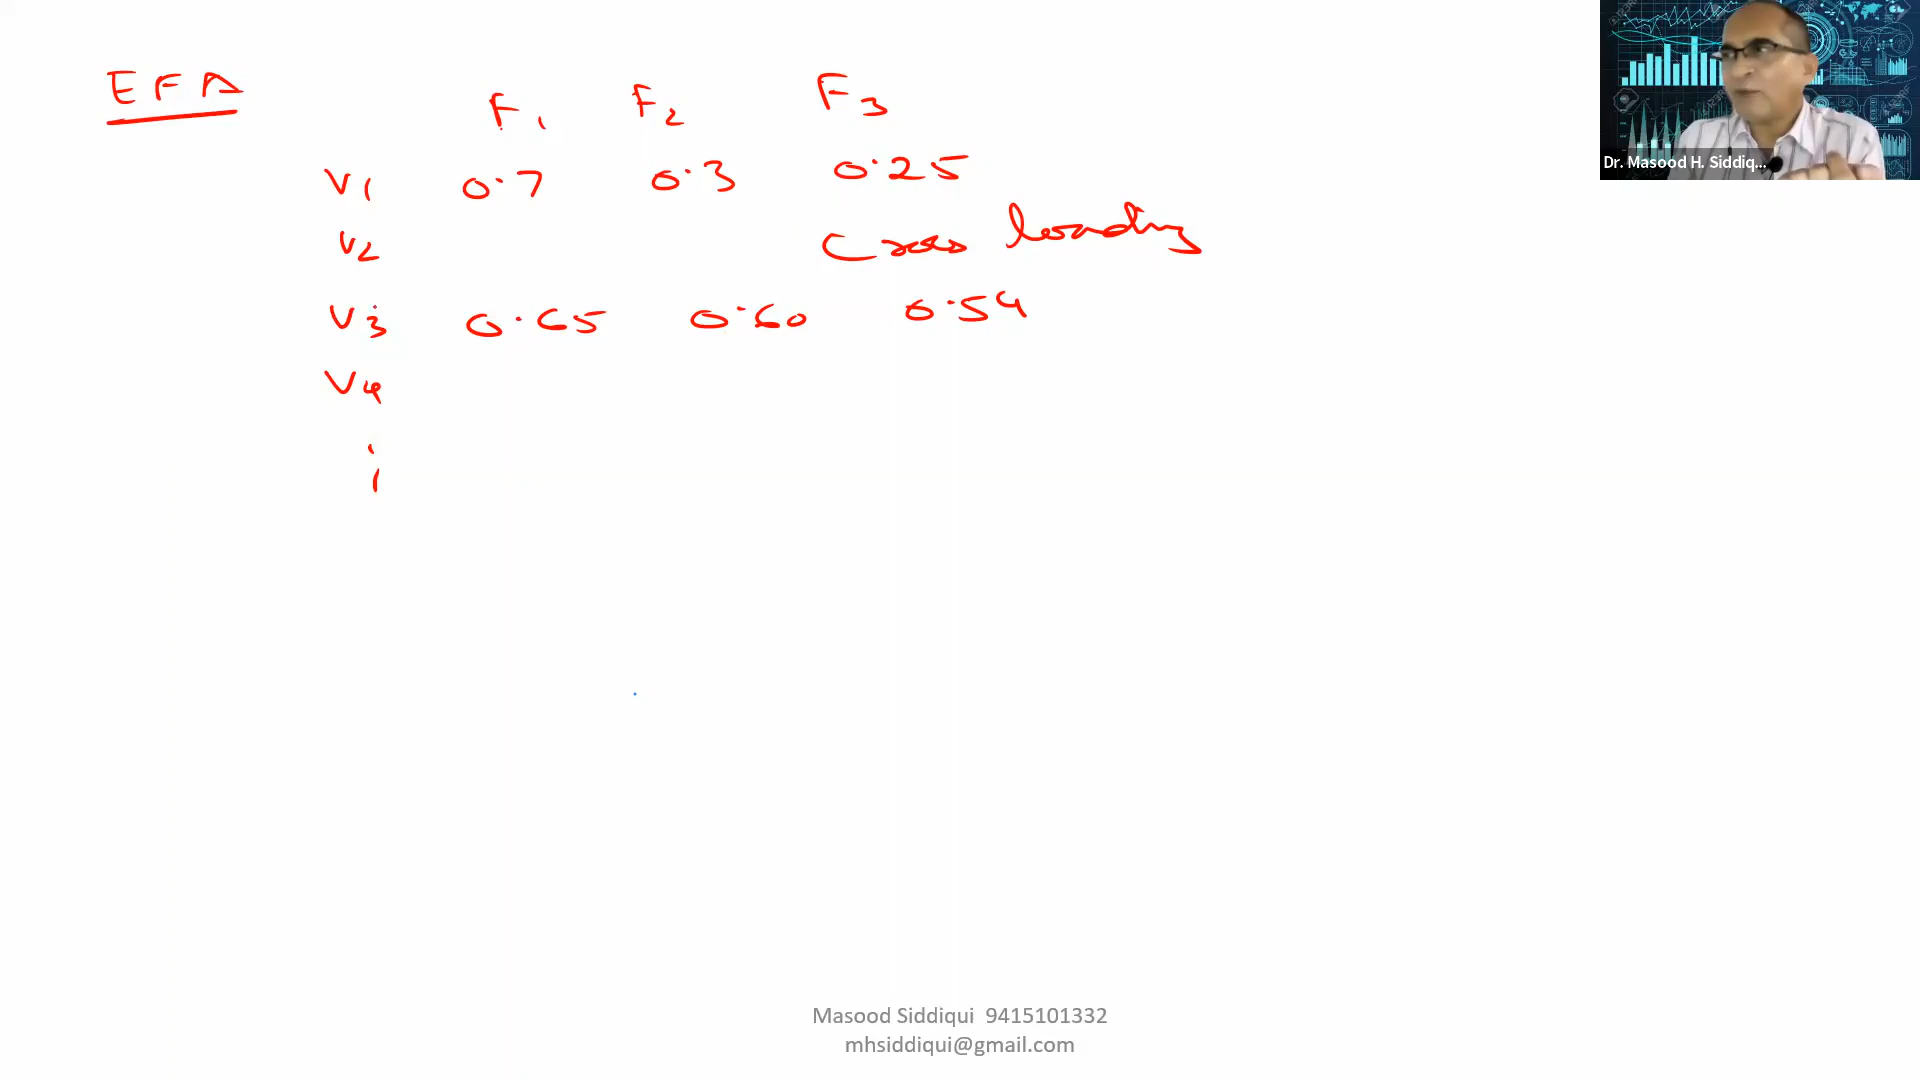 EFA
F1 F2 F3
V1 0.7 0.3 0.25
V2 Cross loading
V3 0.65 0.60 0.54
V4
Dr. Masood H. Siddiq...
Masood Siddiqui 9415101332
mhsiddiqui@gmail.com